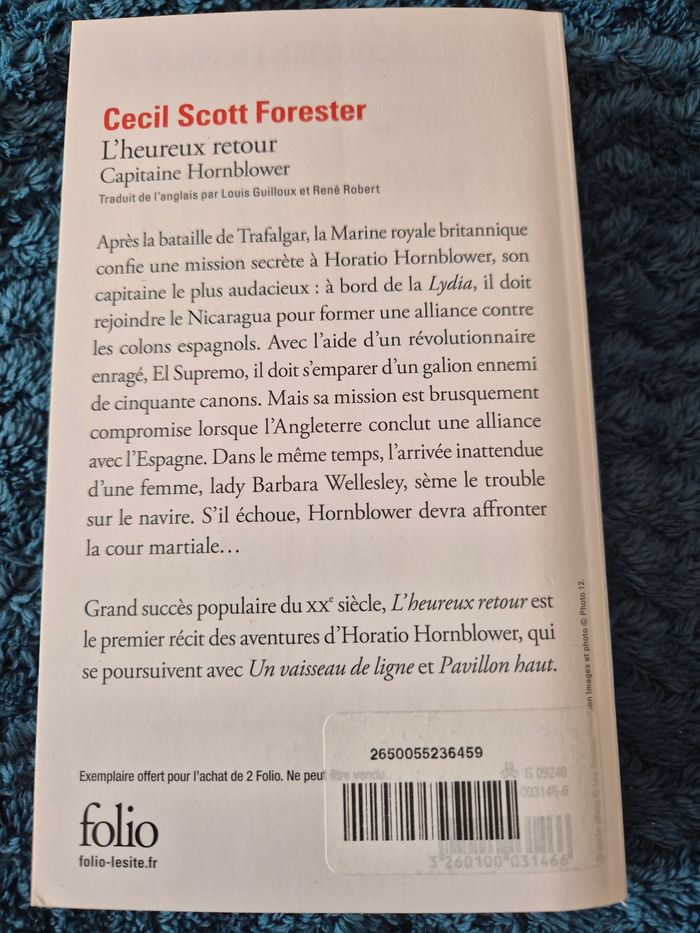 Cecil Scott Forester
L'heureux retour
Capitaine Hornblower
Traduit de l'anglais par Louis Guilloux et René Robert
Après la bataille de Trafalgar, la Marine royale britannique
confie une mission secrète à Horatio Hornblower, son
capitaine le plus audacieux : à bord de la Lydia, il doit
rejoindre le Nicaragua pour former une alliance contre
les colons espagnols. Avec l'aide d'un révolutionnaire
enragé, El Supremo, il doit s'emparer d'un galion ennemi
de cinquante canons. Mais sa mission est brusquement
compromise lorsque l'Angleterre conclut une alliance
avec l'Espagne. Dans le même temps, l'arrivée inattendue
d'une femme, lady Barbara Wellesley, sème le trouble
sur le navire. S'il échoue, Hornblower devra affronter
la cour martiale…
Grand succès populaire du XXe siècle, L'heureux retour est
le premier récit des aventures d'Horatio Hornblower, qui
se poursuivent avec Un vaisseau de ligne et Pavillon haut.
Images et photo © Photo 12.
2650055236459
Exemplaire offert pour l'achat de 2 Folio. Ne peut être vendu.
G 09249
folio
folio-lesite.fr
3 260100 031466